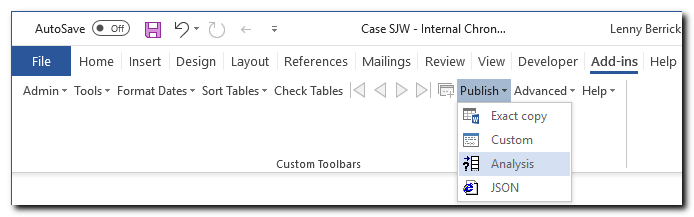 AutoSave Off Case SJW - Internal Chron... Lenny Berrick
File Home Insert Design Layout References Mailings Review View Developer Add-ins Help
Admin Tools Format Dates Sort Tables Check Tables Publish Advanced Help
Exact copy
Custom
Analysis
Custom Toolbars
JSON